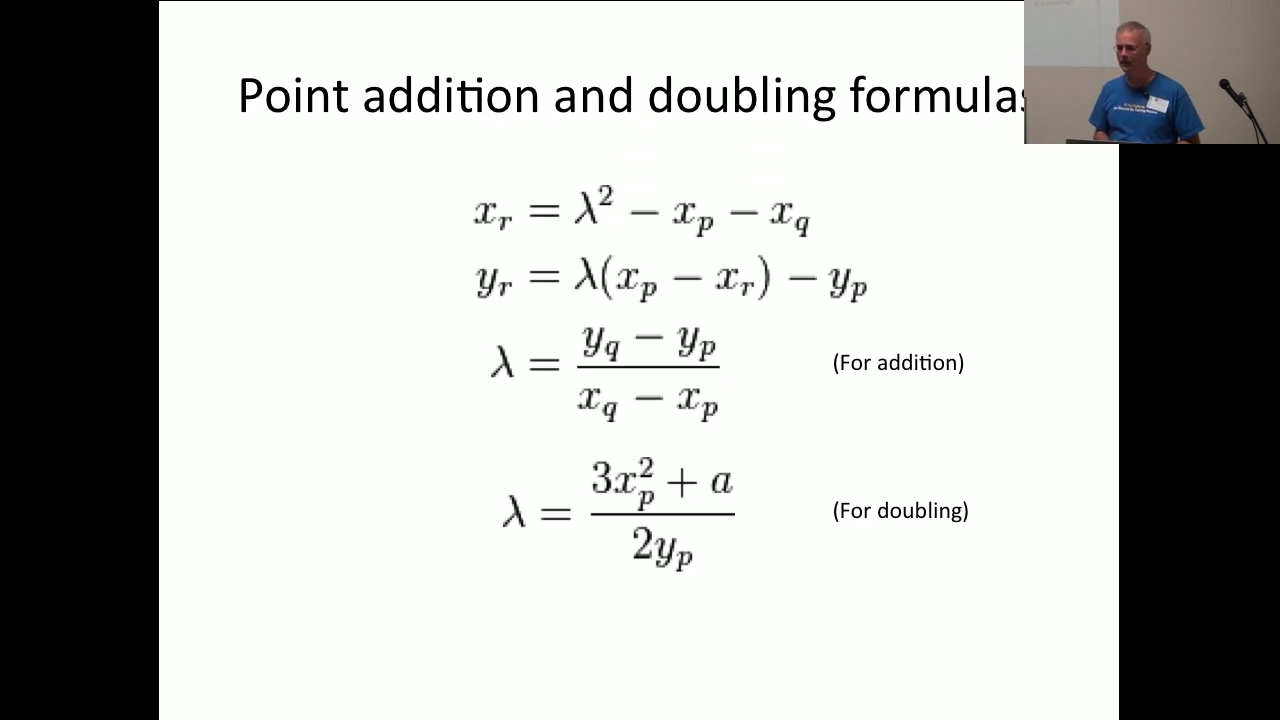 Point addition and doubling formulas
x_r = λ² − x_p − x_q
y_r = λ(x_p − x_r) − y_p
λ = (y_q − y_p) / (x_q − x_p) (For addition)
λ = (3x_p² + a) / (2y_p) (For doubling)